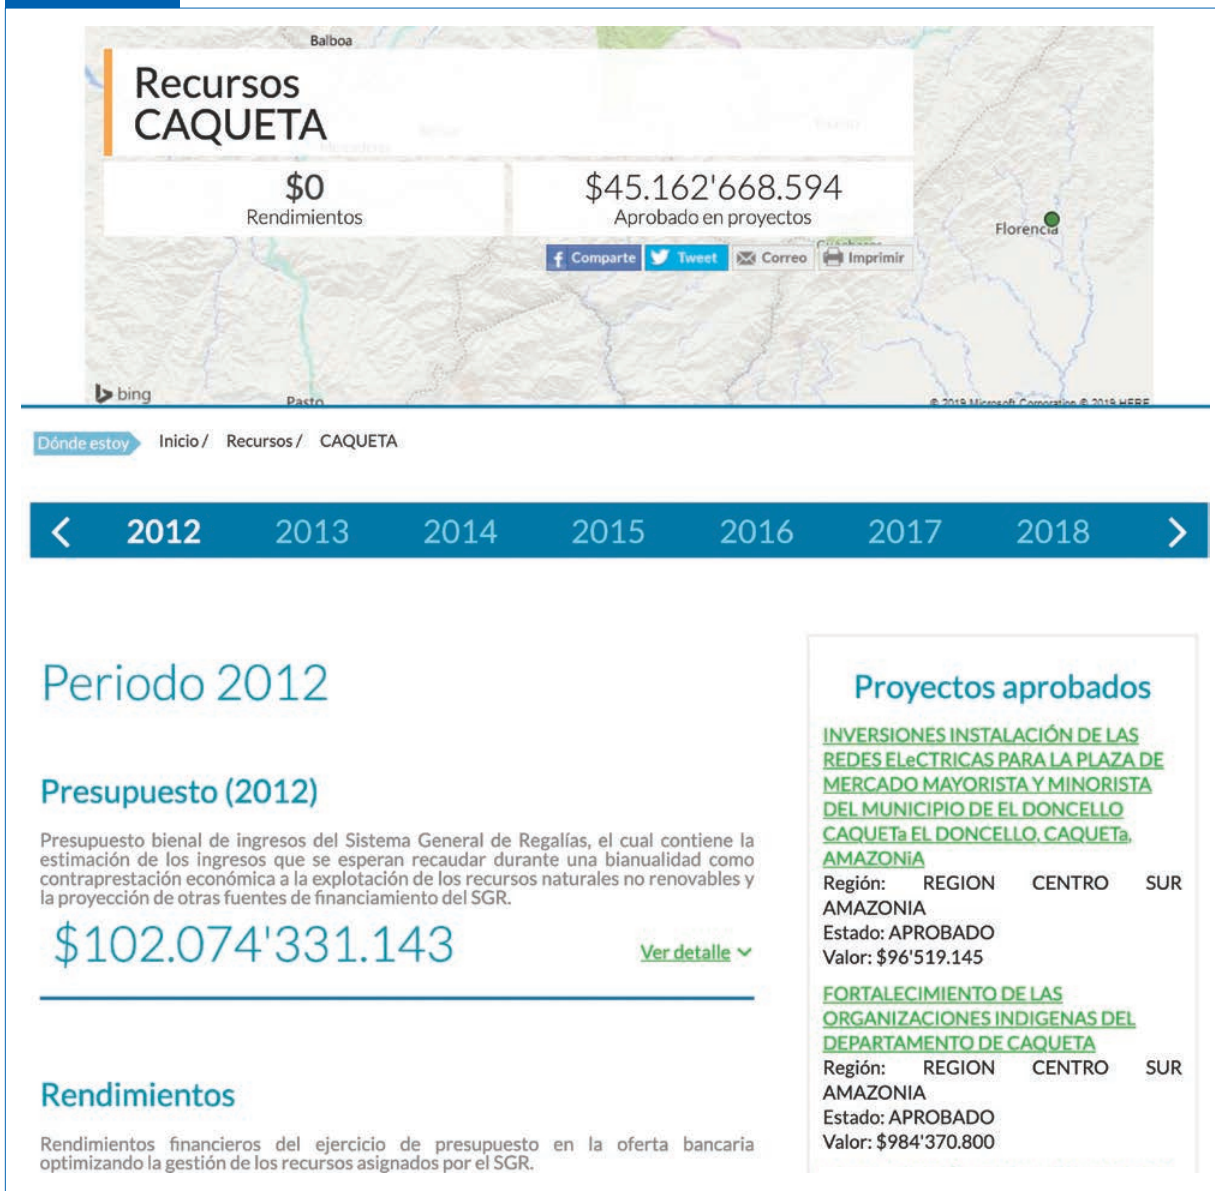 Balboa
Recursos
CAQUETA
$0
Rendimientos
$45.162'668.594
Aprobado en proyectos
Florencia
Comparte
Tweet
Correo
Imprimir
bing
Pasto
© 2019 Microsoft Corporation © 2019 HERE
Dónde estoy Inicio / Recursos / CAQUETA
2012 2013 2014 2015 2016 2017 2018
Periodo 2012
Presupuesto (2012)
Presupuesto bienal de ingresos del Sistema General de Regalías, el cual contiene la
estimación de los ingresos que se esperan recaudar durante una bianualidad como
contraprestación económica a la explotación de los recursos naturales no renovables y
la proyección de otras fuentes de financiamiento del SGR.
$102.074'331.143
Ver detalle
Rendimientos
Rendimientos financieros del ejercicio de presupuesto en la oferta bancaria
optimizando la gestión de los recursos asignados por el SGR.
Proyectos aprobados
INVERSIONES INSTALACIÓN DE LAS
REDES ELeCTRICAS PARA LA PLAZA DE
MERCADO MAYORISTA Y MINORISTA
DEL MUNICIPIO DE EL DONCELLO
CAQUETa EL DONCELLO, CAQUETa,
AMAZONiA
Región: REGION CENTRO SUR
AMAZONIA
Estado: APROBADO
Valor: $96'519.145
FORTALECIMIENTO DE LAS
ORGANIZACIONES INDIGENAS DEL
DEPARTAMENTO DE CAQUETA
Región: REGION CENTRO SUR
AMAZONIA
Estado: APROBADO
Valor: $984'370.800